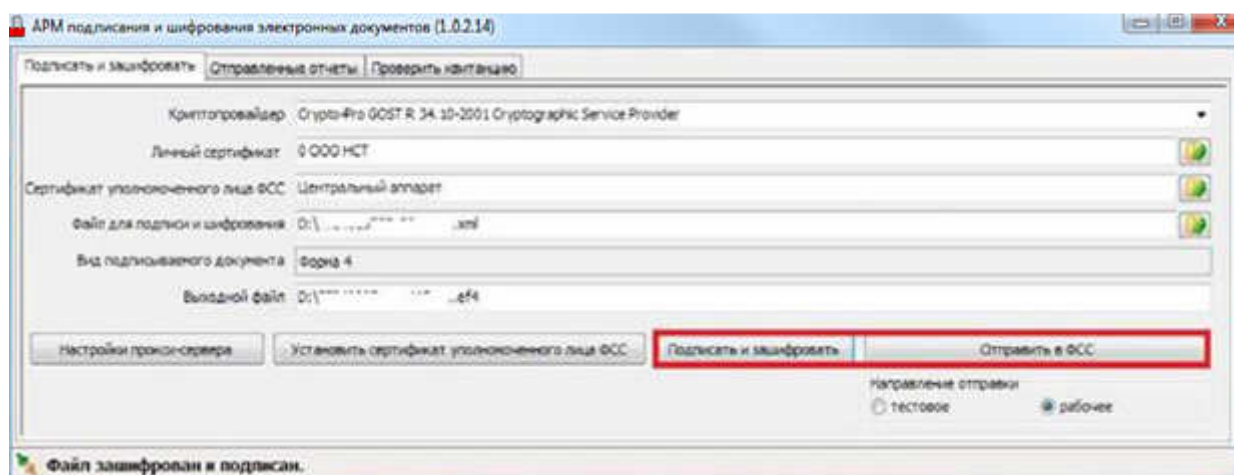 АРМ подписания и шифрования электронных документов (1.0.2.14)
Подписать и зашифровать Отправленные отчеты Проверить квитанцию
Криптопровайдер Crypto-Pro GOST R 34.10-2001 Cryptographic Service Provider
Личный сертификат 0 ООО НСТ
Сертификат уполномоченного лица ФСС Центральный аппарат
Файл для подписи и шифрования D:\ .xml
Вид подписываемого документа Форма 4
Выходной файл D:\ .ef4
Настройки прокси-сервера Установить сертификат уполномоченного лица ФСС Подписать и зашифровать Отправить в ФСС
Направление отправки
тестовое рабочее
Файл зашифрован и подписан.